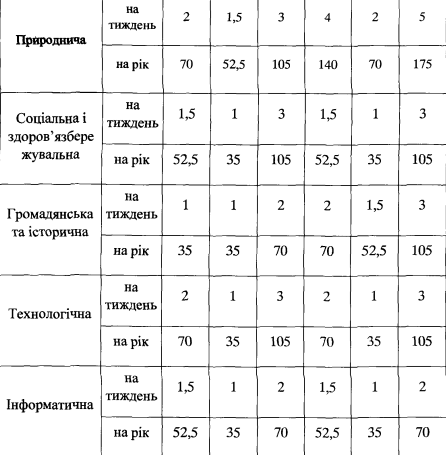 Природнича
на тиждень 2 1,5 3 4 2 5
на рік 70 52,5 105 140 70 175
Соціальна і здоров’язбере жувальна
на тиждень 1,5 1 3 1,5 1 3
на рік 52,5 35 105 52,5 35 105
Громадянська та історична
на тиждень 1 1 2 2 1,5 3
на рік 35 35 70 70 52,5 105
Технологічна
на тиждень 2 1 3 2 1 3
на рік 70 35 105 70 35 105
Інформатична
на тиждень 1,5 1 2 1,5 1 2
на рік 52,5 35 70 52,5 35 70